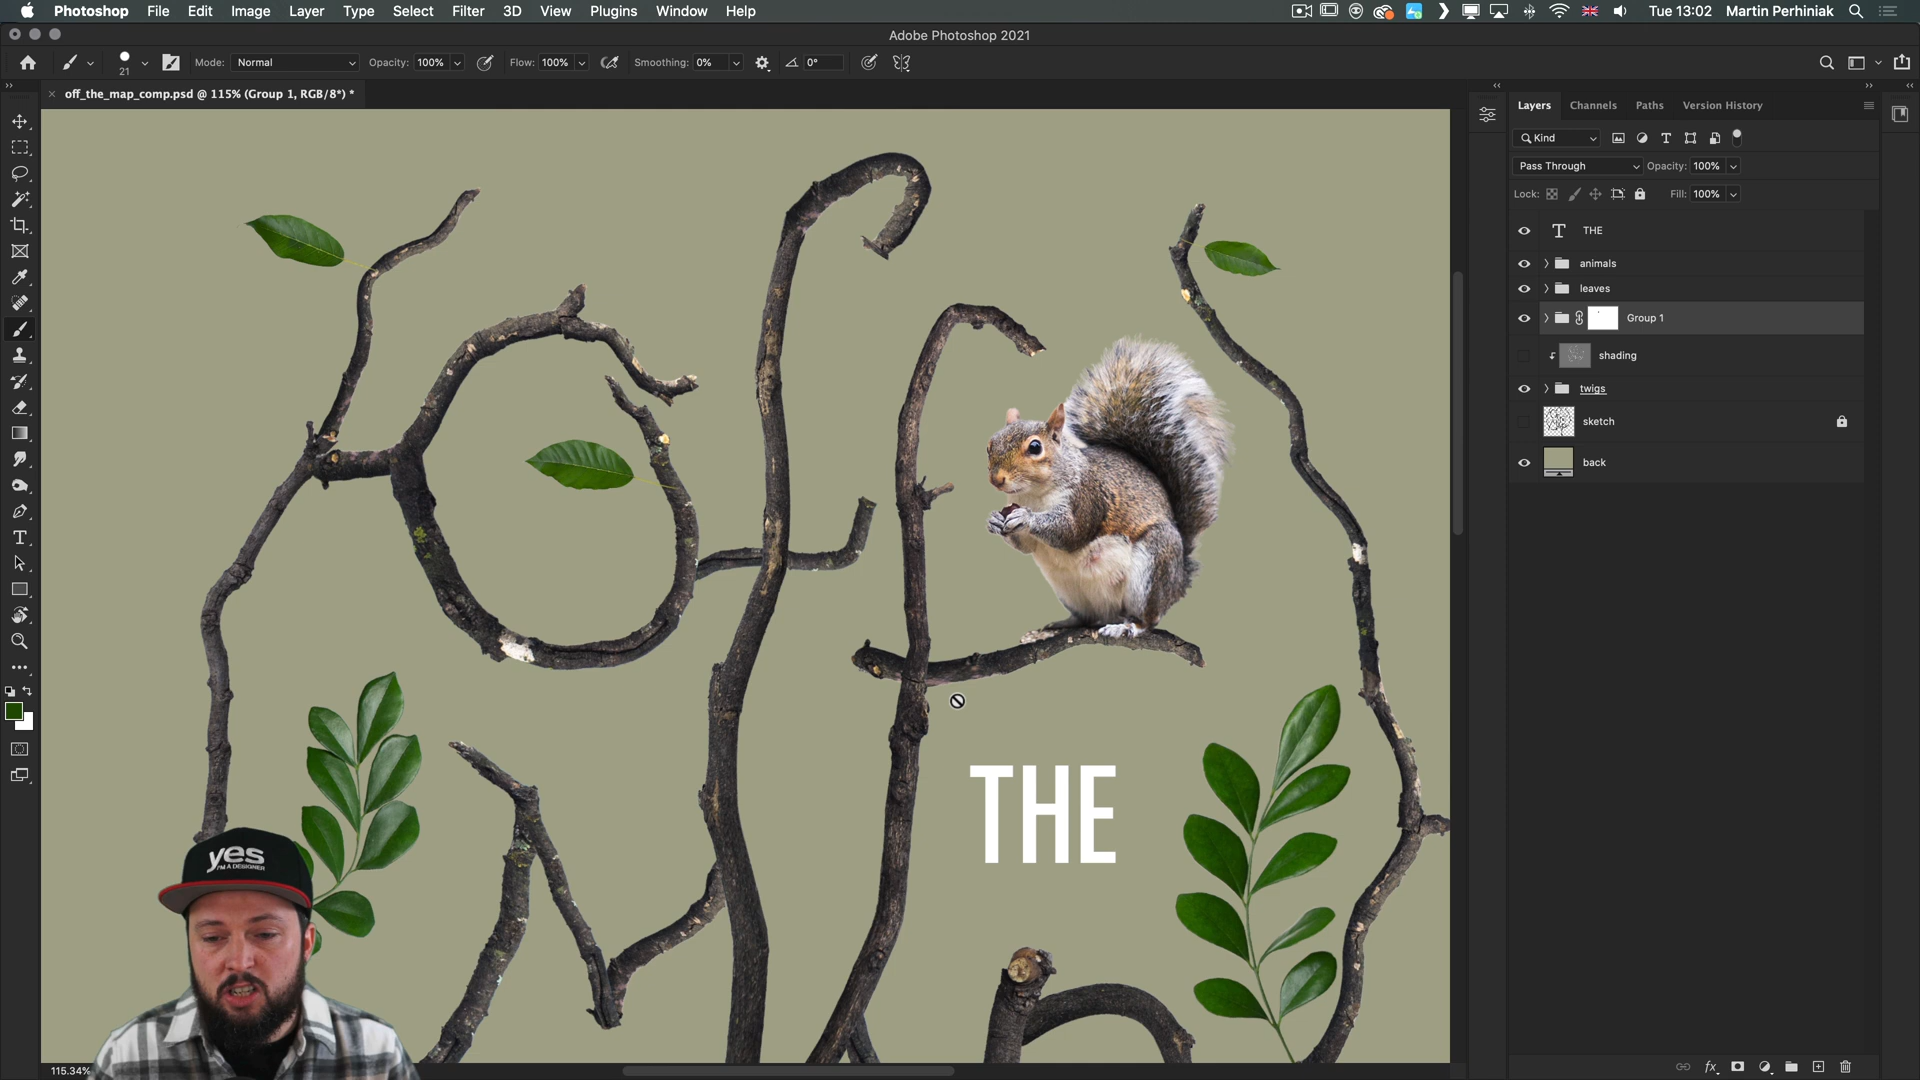 Photoshop File Edit Image Layer Type Select Filter 3D View Plugins Window Help Tue 13:02 Martin Perhiniak
Adobe Photoshop 2021
21 Mode: Normal Opacity: 100% Flow: 100% Smoothing: 0% 0°
off_the_map_comp.psd @ 115% (Group 1, RGB/8*) *
Layers Channels Paths Version History
Kind
Pass Through Opacity: 100%
Lock: Fill: 100%
THE
animals
leaves
Group 1
shading
twigs
sketch
back
THE
yes
I'M A DESIGNER
115.34%
fx